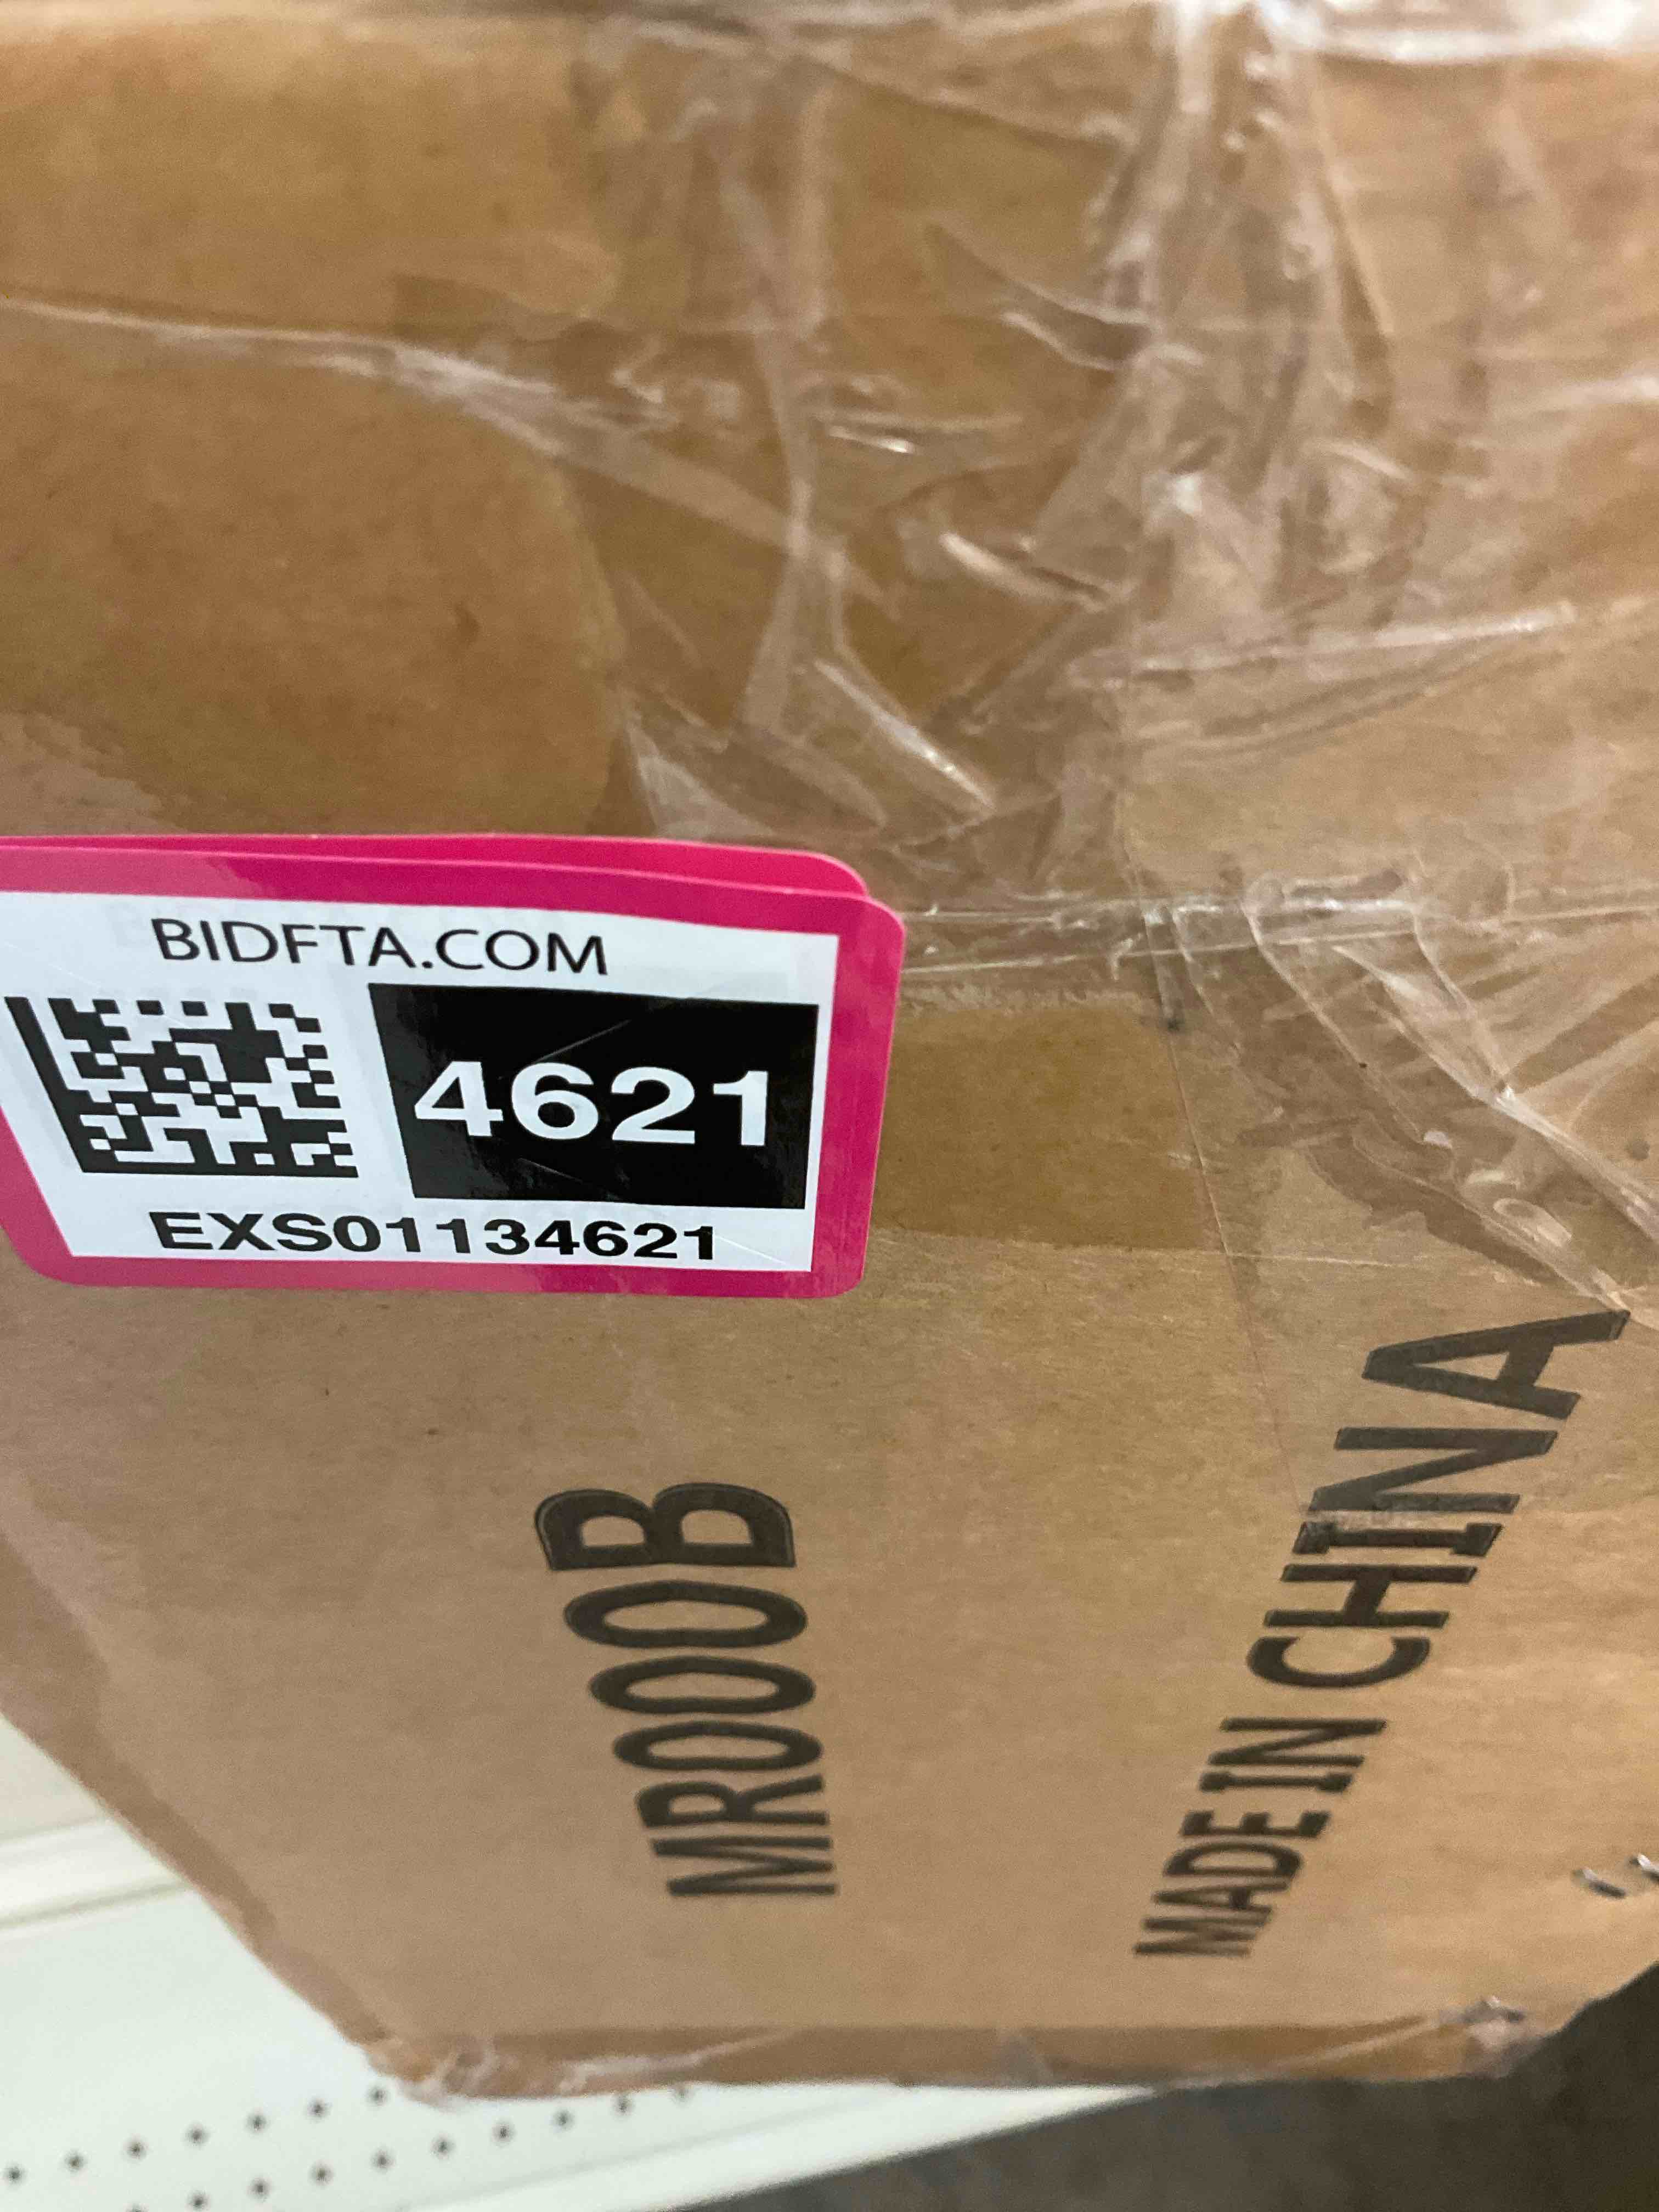 BIDFTA.COM
4621
EXS01134621
MR000B
MADE IN CHINA